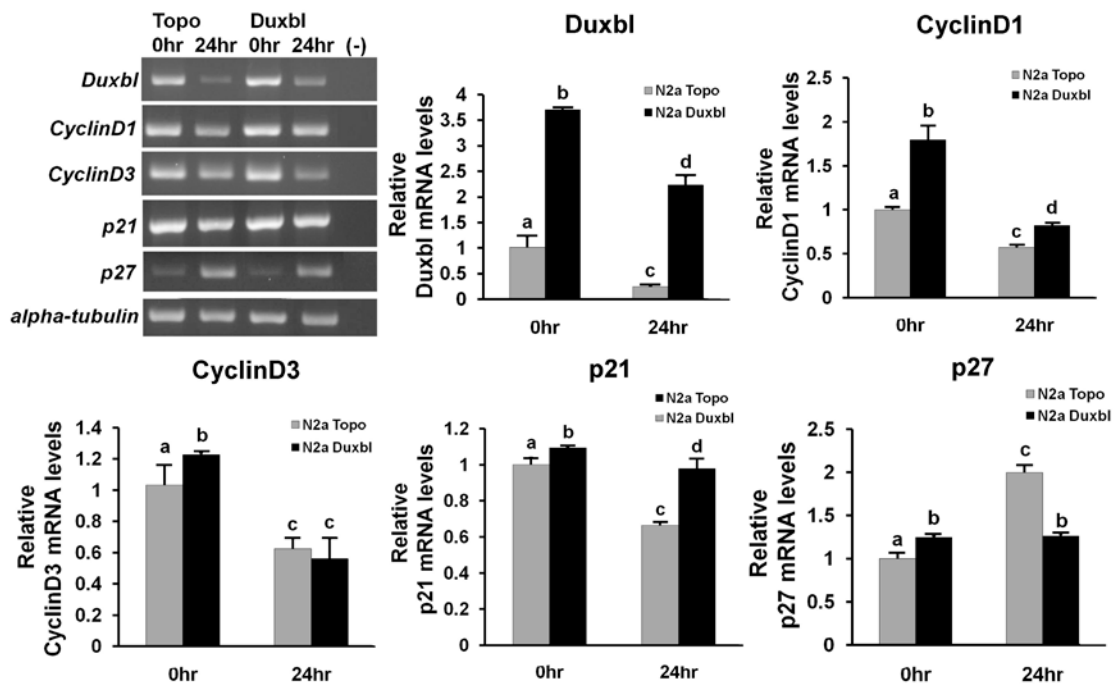 Topo Duxbl
0hr 24hr 0hr 24hr (-)
Duxbl
CyclinD1
CyclinD3
p21
p27
alpha-tubulin
Duxbl
N2a Topo
N2a Duxbl
Relative
Duxbl mRNA levels
4
3.5
3
2.5
2
1.5
1
0.5
0
a
b
c
d
0hr 24hr
CyclinD1
N2a Topo
N2a Duxbl
Relative
CyclinD1 mRNA levels
2.5
2
1.5
1
0.5
0
a
b
c
d
0hr 24hr
CyclinD3
N2a Topo
N2a Duxbl
Relative
CyclinD3 mRNA levels
1.4
1.2
1
0.8
0.6
0.4
0.2
0
a
b
c
c
0hr 24hr
p21
N2a Topo
N2a Duxbl
Relative
p21 mRNA levels
1.2
1
0.8
0.6
0.4
0.2
0
a
b
c
d
0hr 24hr
p27
N2a Topo
N2a Duxbl
Relative
p27 mRNA levels
2.5
2
1.5
1
0.5
0
a
b
c
b
0hr 24hr